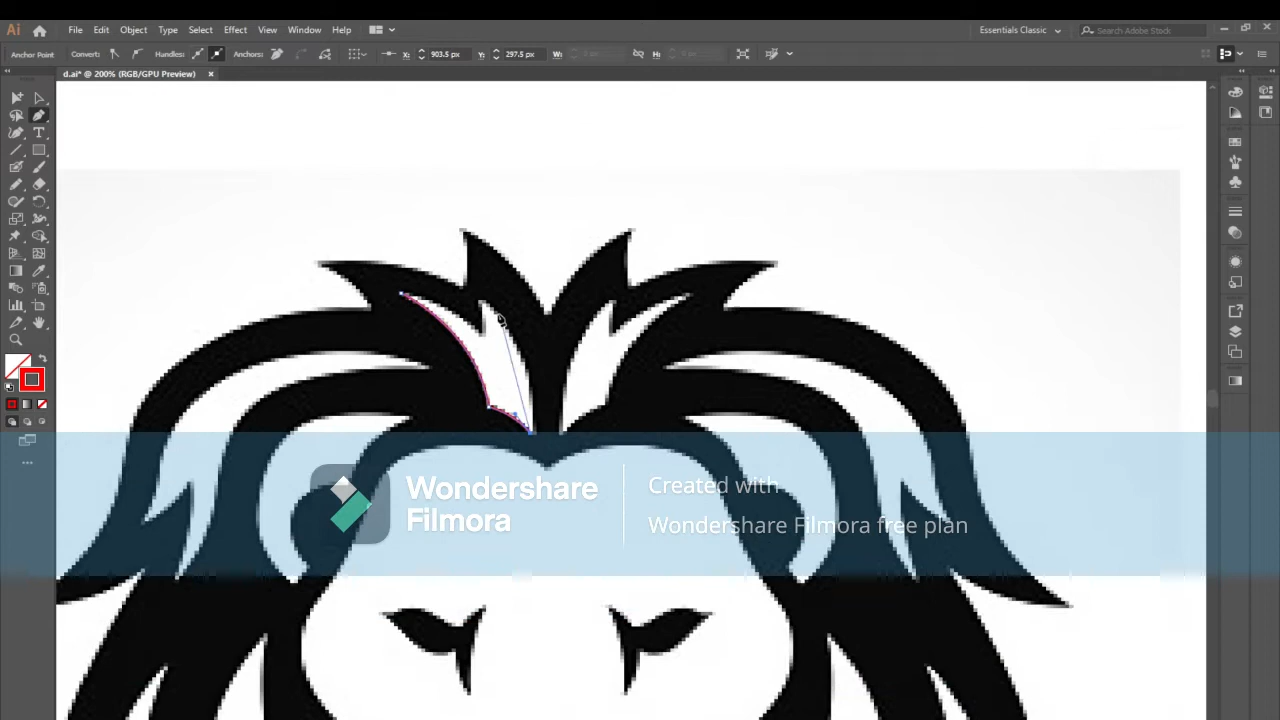 Ai File Edit Object Type Select Effect View Window Help Essentials Classic Search Adobe Stock
Anchor Point Convert: Handles: Anchors: X: 903.5 px Y: 297.5 px W: H:
d.ai* @ 200% (RGB/GPU Preview) ×
Wondershare
Filmora
Created with
Wondershare Filmora free plan